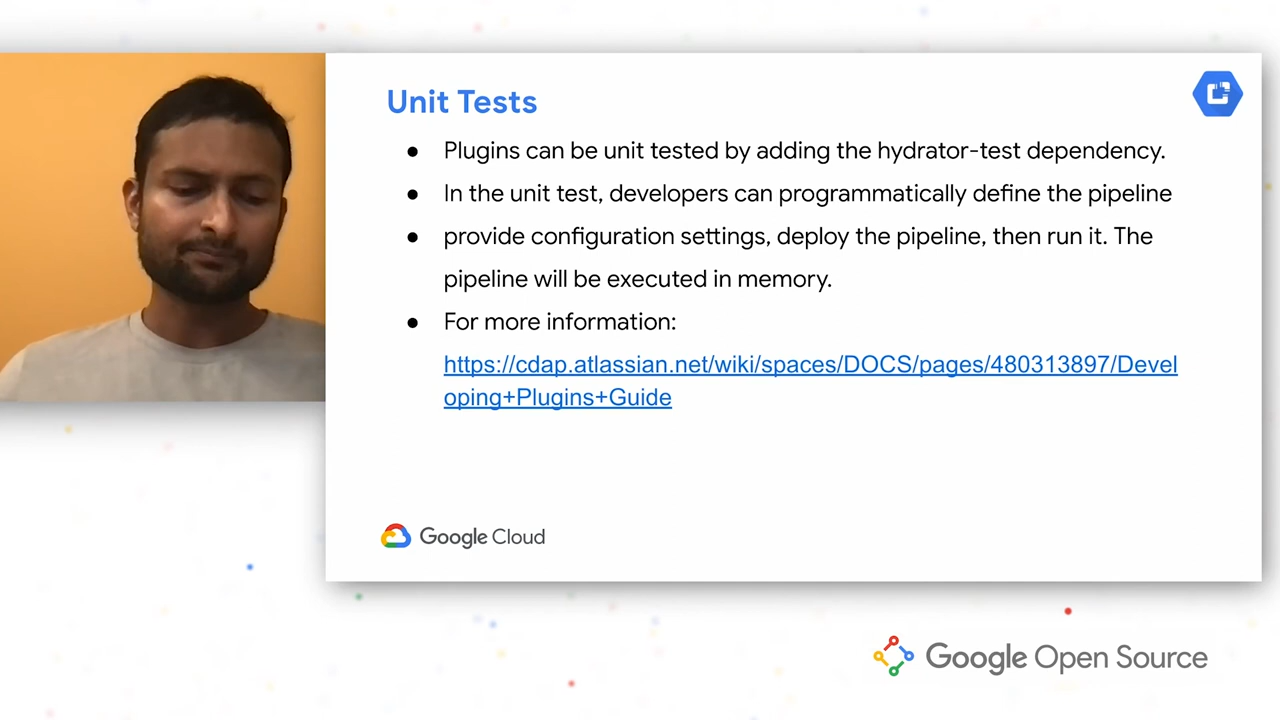 Unit Tests
● Plugins can be unit tested by adding the hydrator-test dependency.
● In the unit test, developers can programmatically define the pipeline
● provide configuration settings, deploy the pipeline, then run it. The
pipeline will be executed in memory.
● For more information:
https://cdap.atlassian.net/wiki/spaces/DOCS/pages/480313897/Devel
oping+Plugins+Guide
Google Cloud
Google Open Source